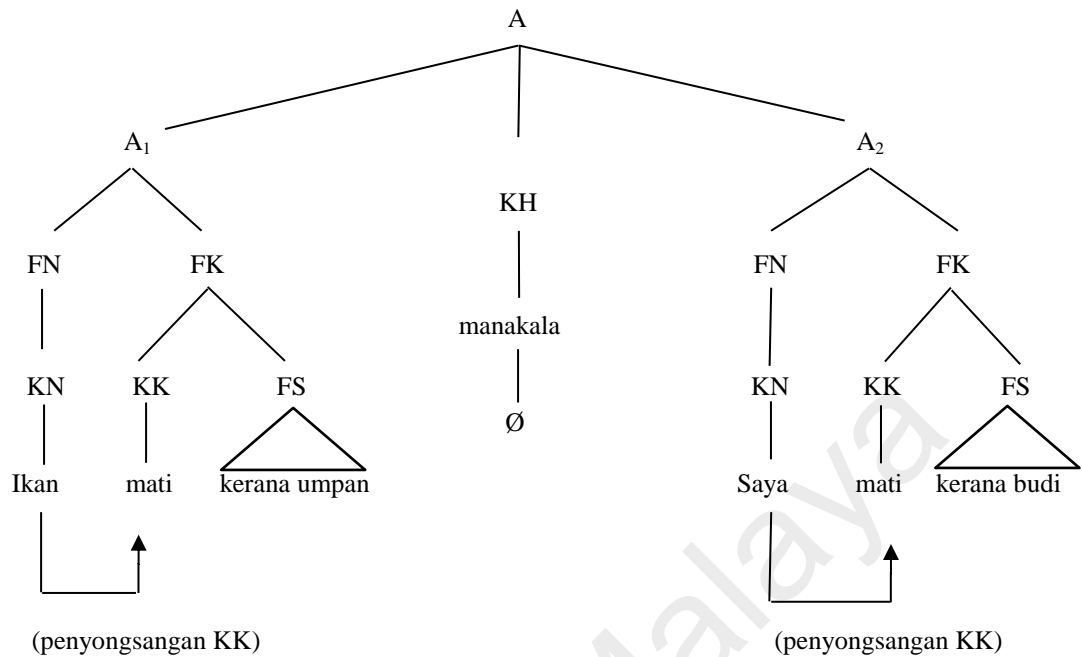 A
A₁ A₂
KH
FN FK FN FK
manakala
KN KK FS KN KK FS
Ø
Ikan mati kerana umpan Saya mati kerana budi
(penyongsangan KK) (penyongsangan KK)
Malaya